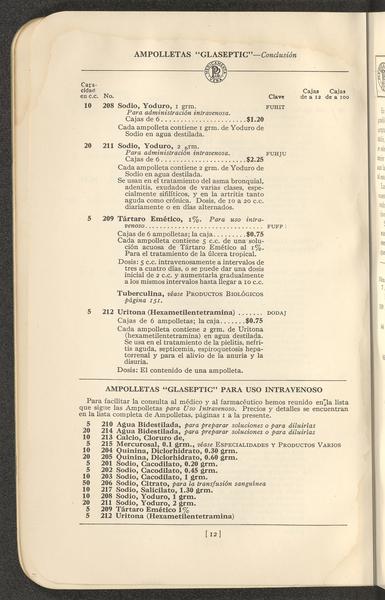 AMPOLLETAS "GLASEPTIC"—Conclusión
Capa-
cidad
en c.c. No. Clave Cajas de a 12 Cajas de a 100
10 208 Sodio, Yoduro, 1 grm. FUHIT
Para administración intravenosa.
Cajas de 6........................$1.20
Cada ampolleta contiene 1 grm. de Yoduro de
Sodio en agua destilada.
20 211 Sodio, Yoduro, 2 grm. FUHJU
Para administración intravenosa.
Cajas de 6........................$2.25
Cada ampolleta contiene 2 grm. de Yoduro de
Sodio en agua destilada.
Se usan en el tratamiento del asma bronquial,
adenitis, exudados de varias clases, espe-
cialmente sifilíticos, y en la artritis tanto
aguda como crónica. Dosis, de 10 a 20 c.c.
diariamente o en días alternados.
5 209 Tártaro Emético, 1%. Para uso intra-
venoso.................................FUFF
Cajas de 6 ampolletas; la caja.........$0.75
Cada ampolleta contiene 5 c.c. de una solu-
ción acuosa de Tártaro Emético al 1%.
Para el tratamiento de la úlcera tropical.
Dosis: 5 c.c. intravenosamente a intervalos de
tres a cuatro días, o se puede dar una dosis
inicial de 2 c.c. y aumentarla gradualmente
a los mismos intervalos hasta llegar a 10 c.c.
Tuberculina, véase PRODUCTOS BIOLÓGICOS
página 151.
5 212 Uritona (Hexametilentetramina) ....... DODAJ
Cajas de 6 ampolletas; la caja.......$0.75
Cada ampolleta contiene 2 grm. de Uritona
(hexametilentetramina) en agua destilada.
Se usa en el tratamiento de la pielitis, nefri-
tis aguda, septicemia, espiroquetosis hepa-
torrenal y para el alivio de la anuria y la
disuria.
Dosis: El contenido de una ampolleta.
AMPOLLETAS "GLASEPTIC" PARA USO INTRAVENOSO
Para facilitar la consulta al médico y al farmacéutico hemos reunido en la lista
que sigue las Ampolletas para Uso Intravenoso. Precios y detalles se encuentran
en la lista completa de Ampolletas, páginas 1 a la presente.
5 210 Agua Bidestilada, para preparar soluciones o para diluirlas
20 214 Agua Bidestilada, para preparar soluciones o para diluirlas
10 213 Calcio, Cloruro de,
5 215 Mercurosal, 0.1 grm., véase ESPECIALIDADES Y PRODUCTOS VARIOS
10 204 Quinina, Diclorhidrato, 0.30 grm.
20 205 Quinina, Diclorhidrato, 0.60 grm.
5 201 Sodio, Cacodilato, 0.20 grm.
5 202 Sodio, Cacodilato, 0.45 grm.
10 203 Sodio, Cacodilato, 1 grm.
50 206 Sodio, Citrato, para la transfusión sanguínea
10 217 Sodio, Salicilato, 1.30 grm.
10 208 Sodio, Yoduro, 1 grm.
20 211 Sodio, Yoduro, 2 grm.
5 209 Tártaro Emético 1%
5 212 Uritona (Hexametilentetramina)
[12]